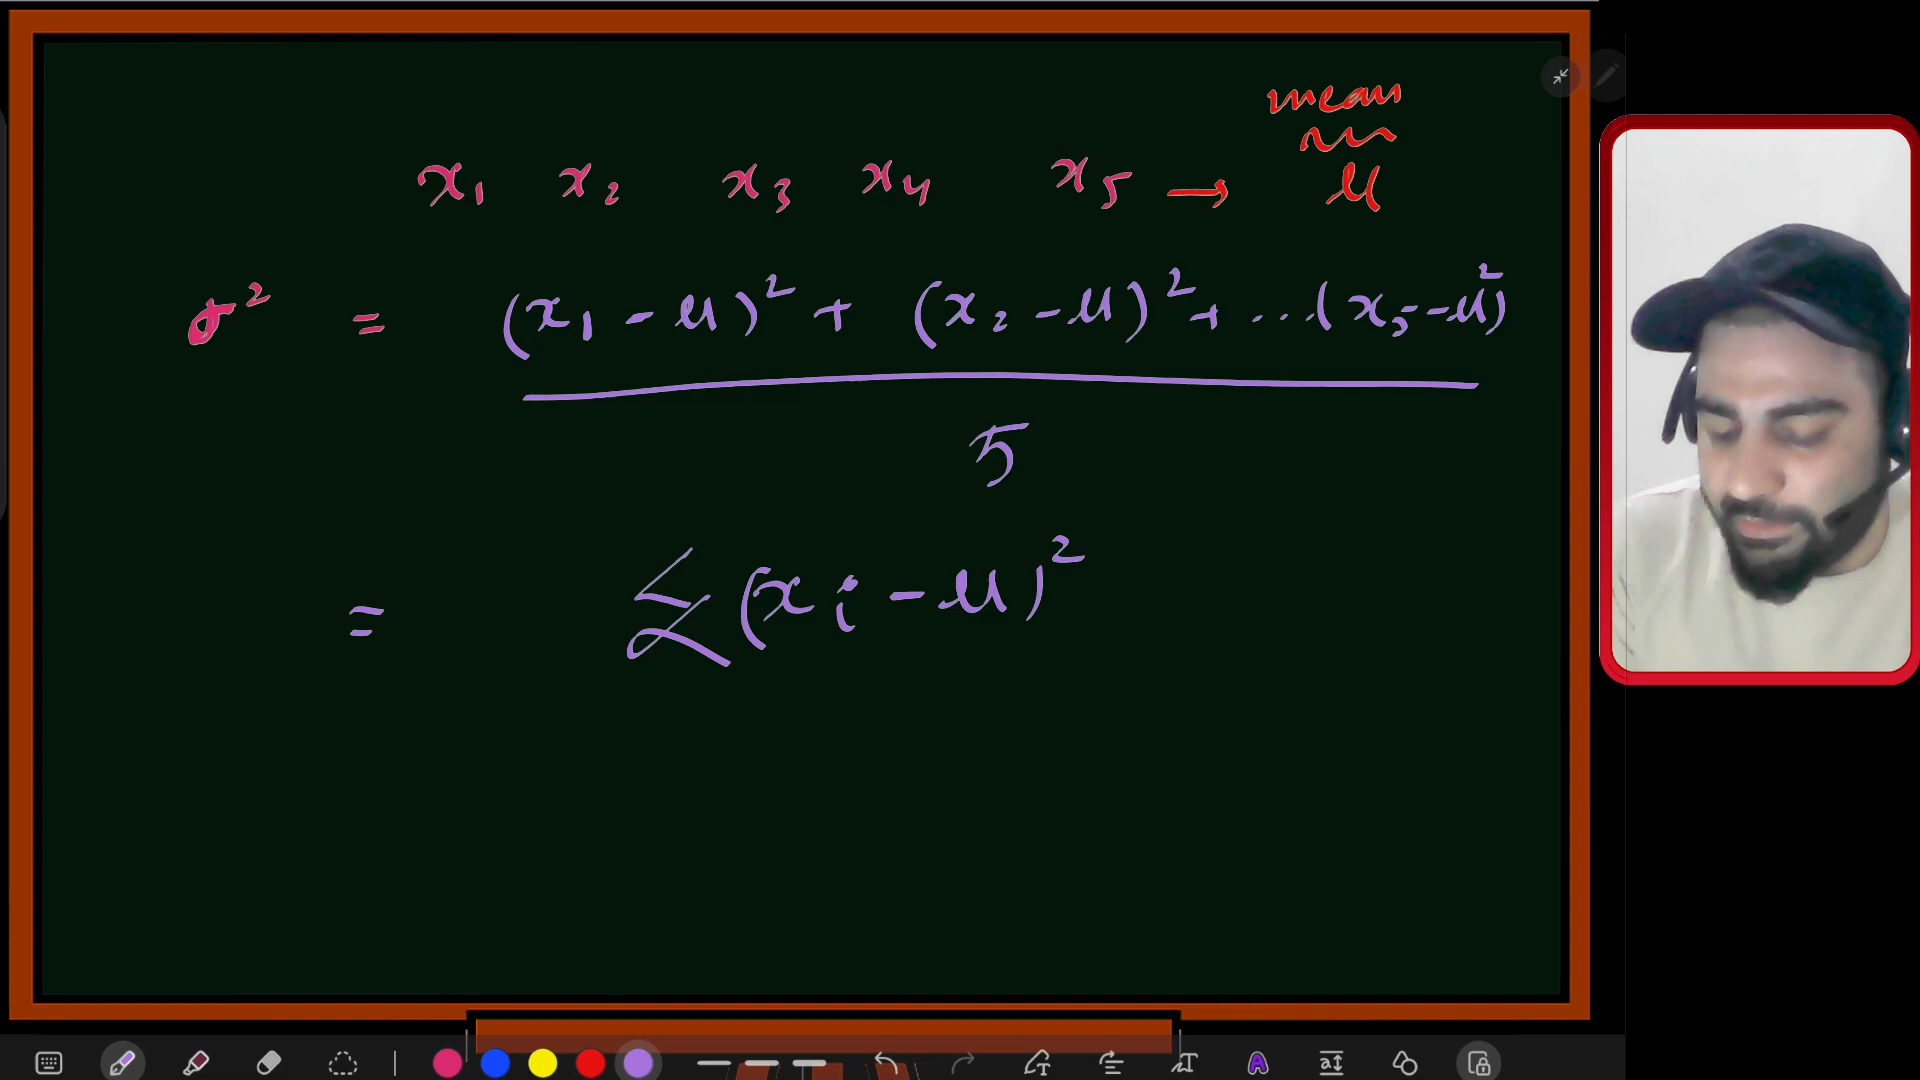 mean
x₁ x₂ x₃ x₄ x₅ → μ
σ² = (x₁ - μ)² + (x₂ - μ)² + ...(x₅ - μ)²
5
= Σ(xᵢ - μ)²